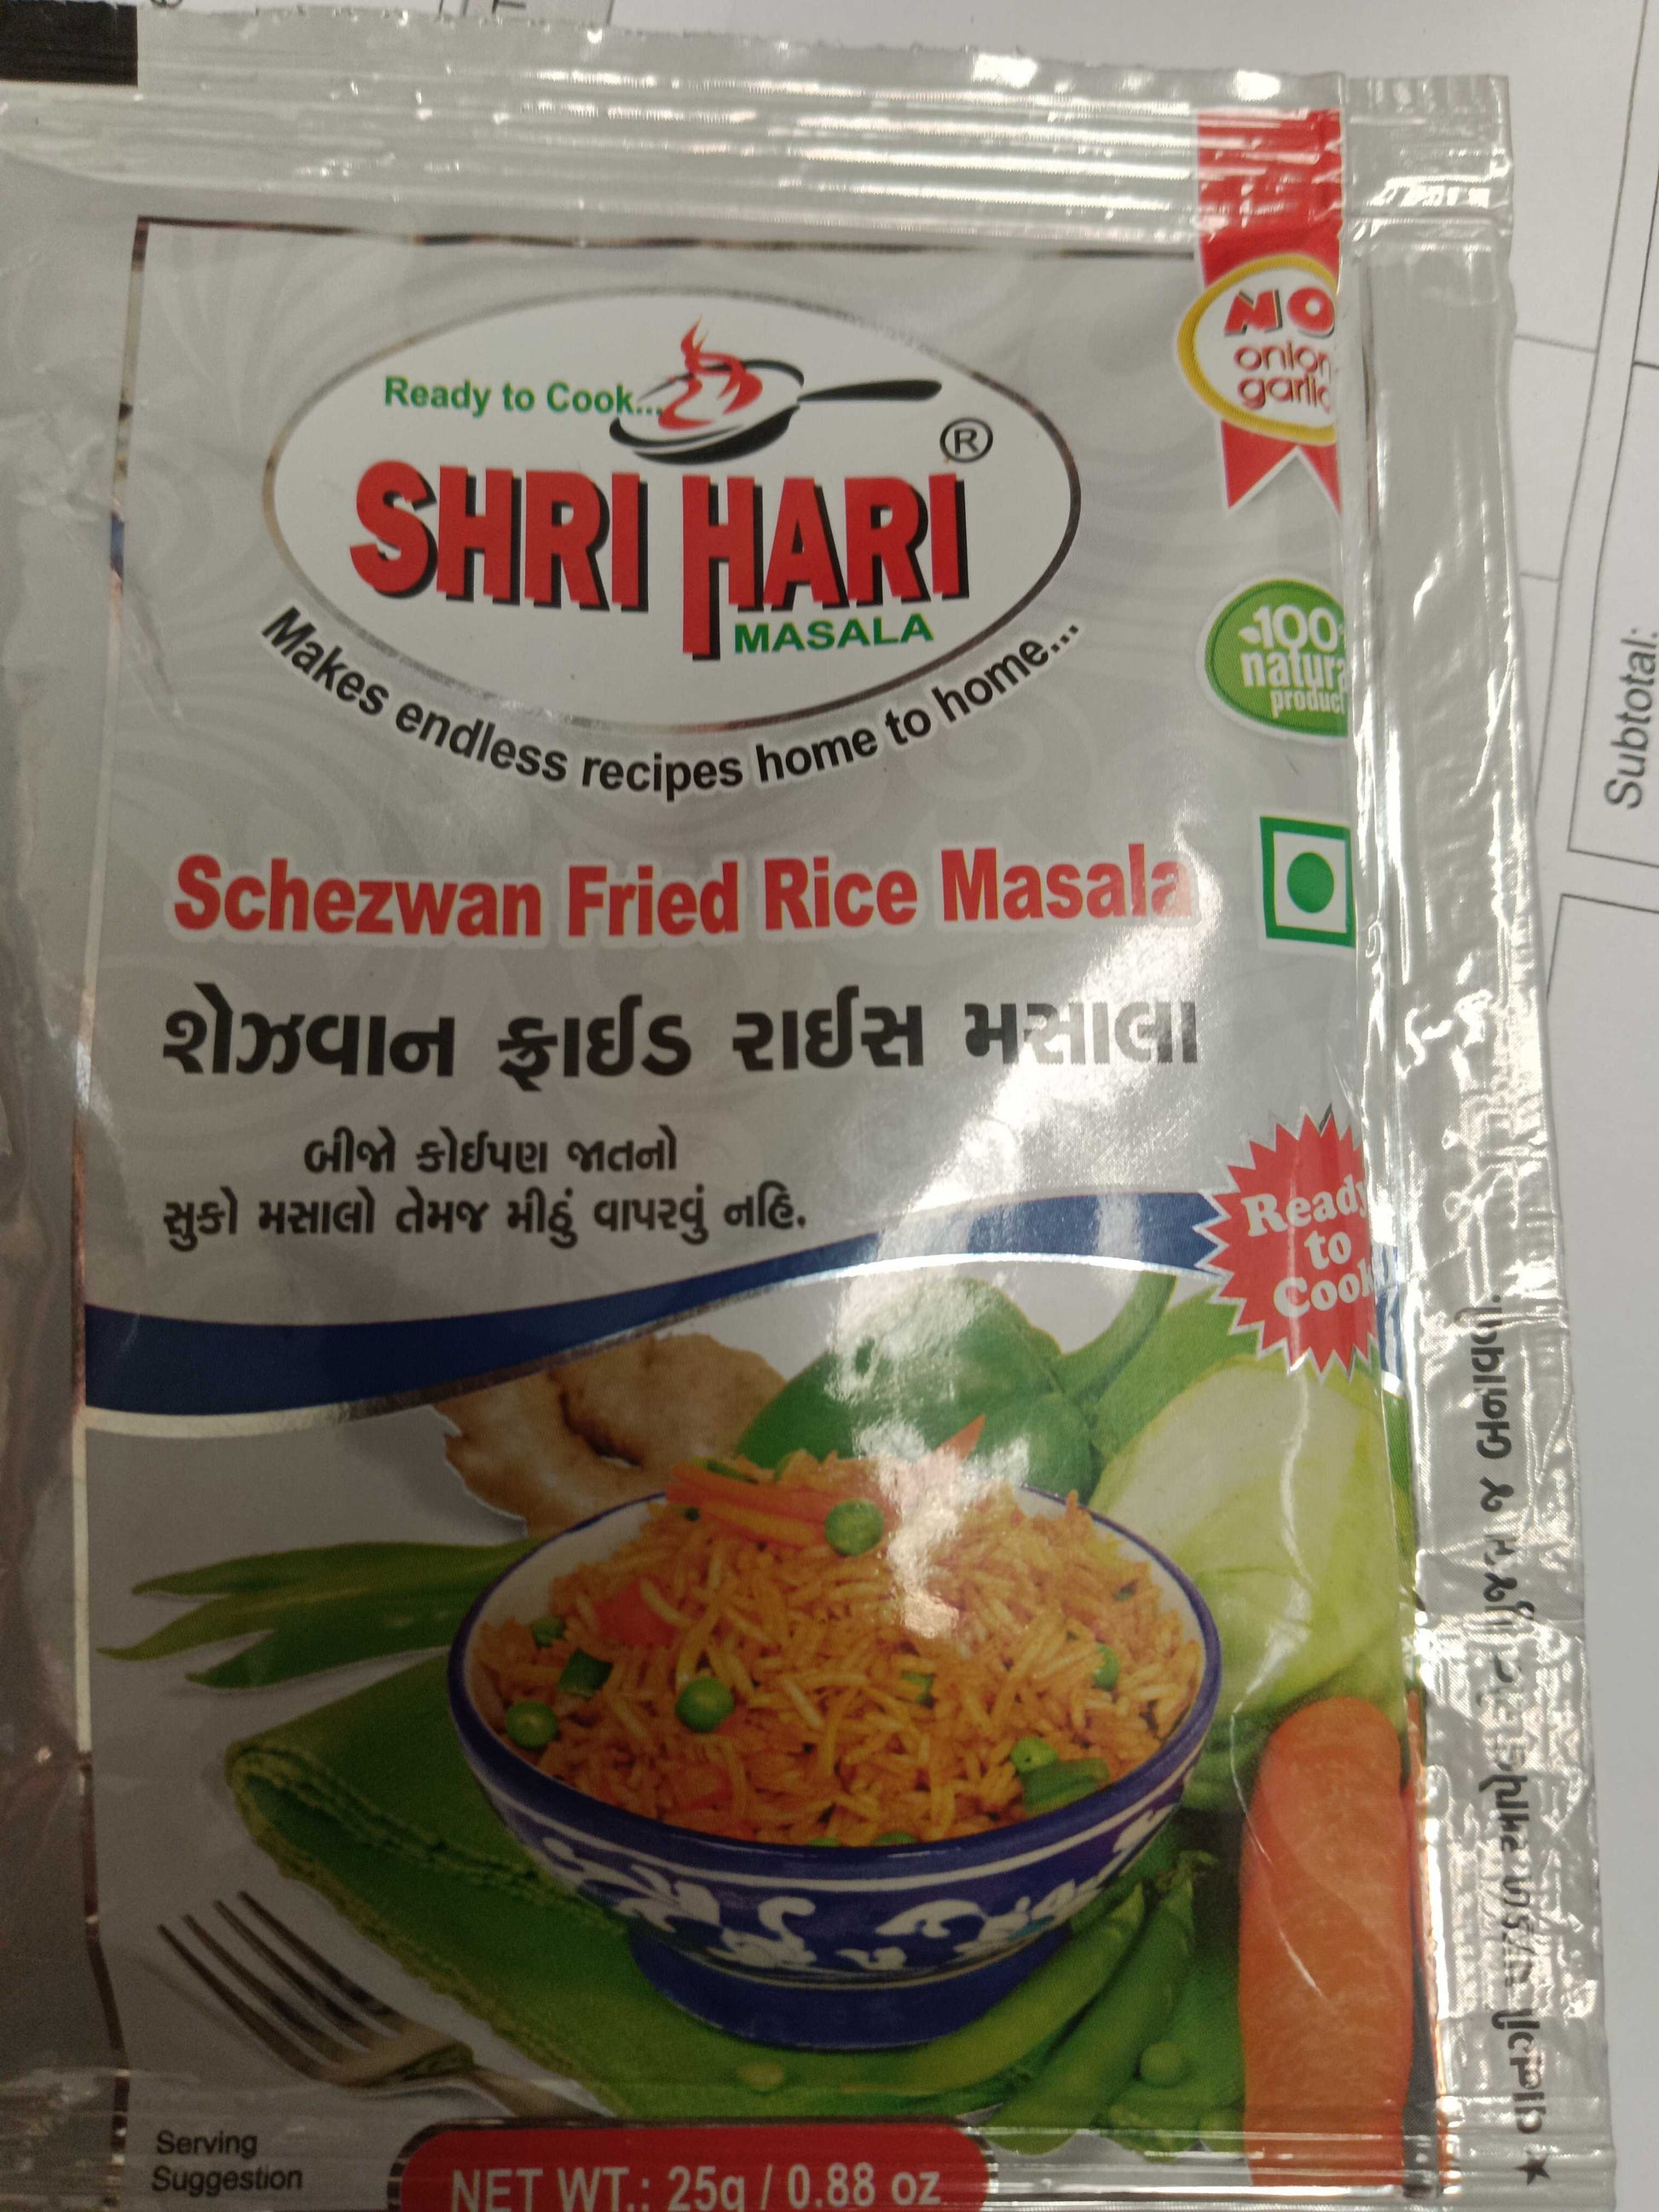 Ready to Cook...
SHRI HARI ®
MASALA
Makes endless recipes home to home...
NO
onion
garlic
100
natural
product
Schezwan Fried Rice Masala
શેઝવાન ફ્રાઈડ રાઈસ મસાલા
બીજો કોઈપણ જાતનો
સુકો મસાલો તેમજ મીઠું વાપરવું નહિ.
Ready
to
Cook
Serving
Suggestion
NET WT.: 25g / 0.88 oz
જ બનાવવી.
Subtotal: